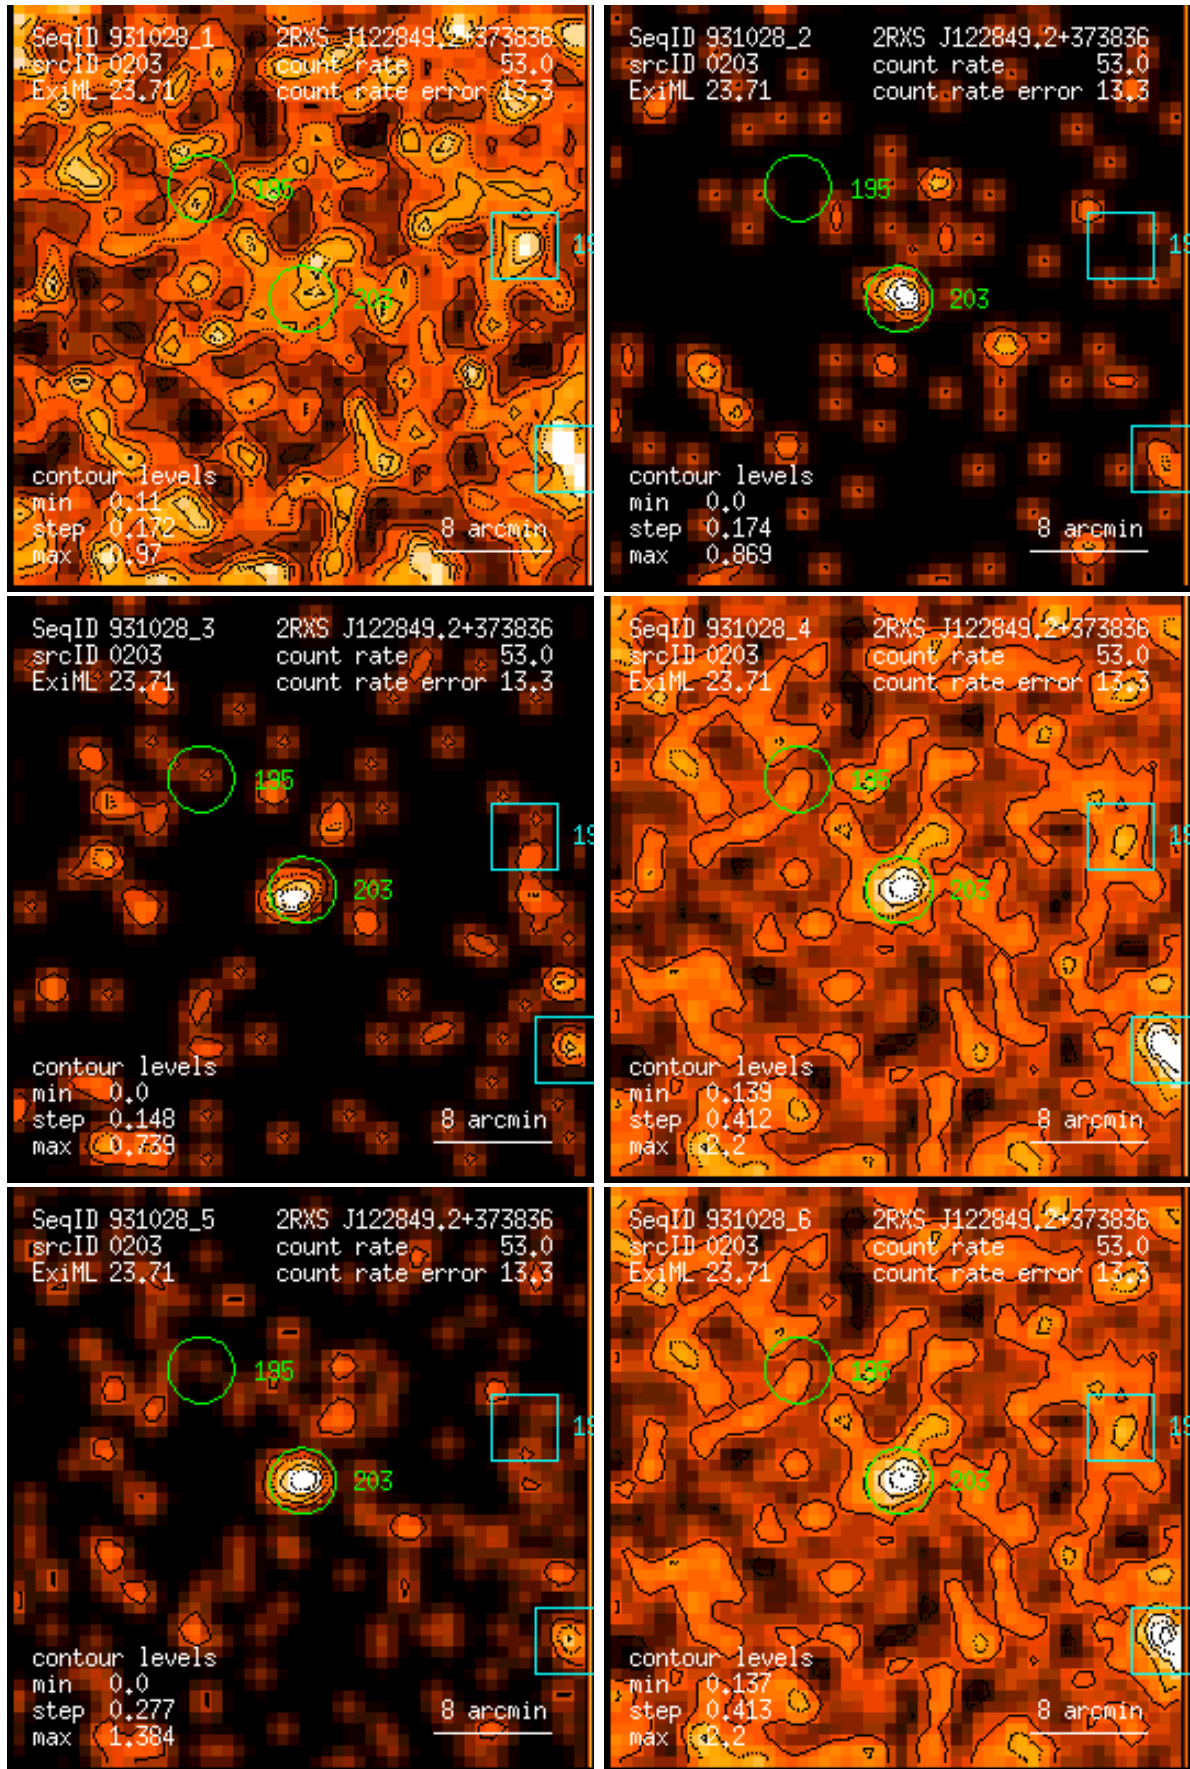 SeqID 931028_1 2RXS J122849.2+373836
srcID 0203 count rate 53.0
ExiML 23.71 count rate error 13.3
195
19
203
contour levels
min 0.11
step 0.172 8 arcmin
max 0.97
SeqID 931028_2 2RXS J122849.2+373836
srcID 0203 count rate 53.0
ExiML 23.71 count rate error 13.3
195
19
203
contour levels
min 0.0
step 0.174 8 arcmin
max 0.869
SeqID 931028_3 2RXS J122849.2+373836
srcID 0203 count rate 53.0
ExiML 23.71 count rate error 13.3
195
19
203
contour levels
min 0.0
step 0.148 8 arcmin
max 0.739
SeqID 931028_4 2RXS J122849.2+373836
srcID 0203 count rate 53.0
ExiML 23.71 count rate error 13.3
195
19
203
contour levels
min 0.139
step 0.412 8 arcmin
max 2.2
SeqID 931028_5 2RXS J122849.2+373836
srcID 0203 count rate 53.0
ExiML 23.71 count rate error 13.3
195
19
203
contour levels
min 0.0
step 0.277 8 arcmin
max 1.384
SeqID 931028_6 2RXS J122849.2+373836
srcID 0203 count rate 53.0
ExiML 23.71 count rate error 13.3
195
19
203
contour levels
min 0.137
step 0.413 8 arcmin
max 2.2